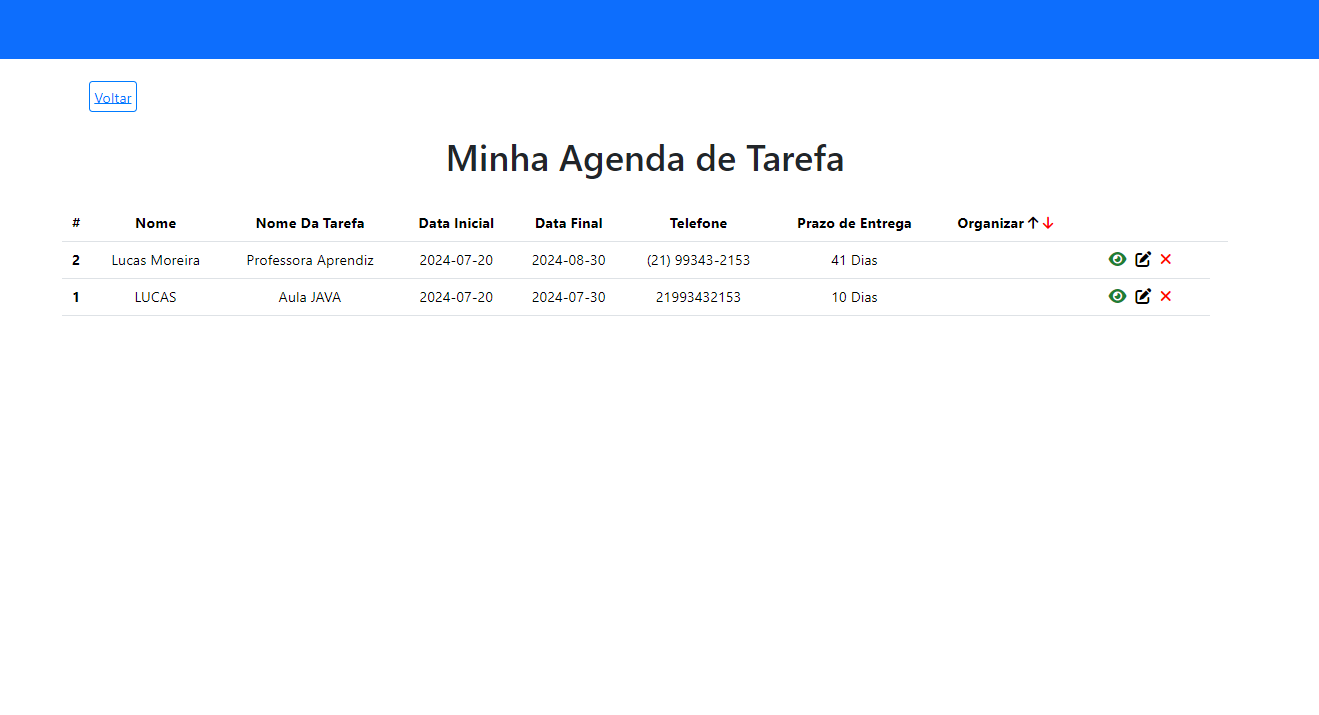 Voltar
Minha Agenda de Tarefa
# Nome Nome Da Tarefa Data Inicial Data Final Telefone Prazo de Entrega Organizar
2 Lucas Moreira Professora Aprendiz 2024-07-20 2024-08-30 (21) 99343-2153 41 Dias
1 LUCAS Aula JAVA 2024-07-20 2024-07-30 21993432153 10 Dias